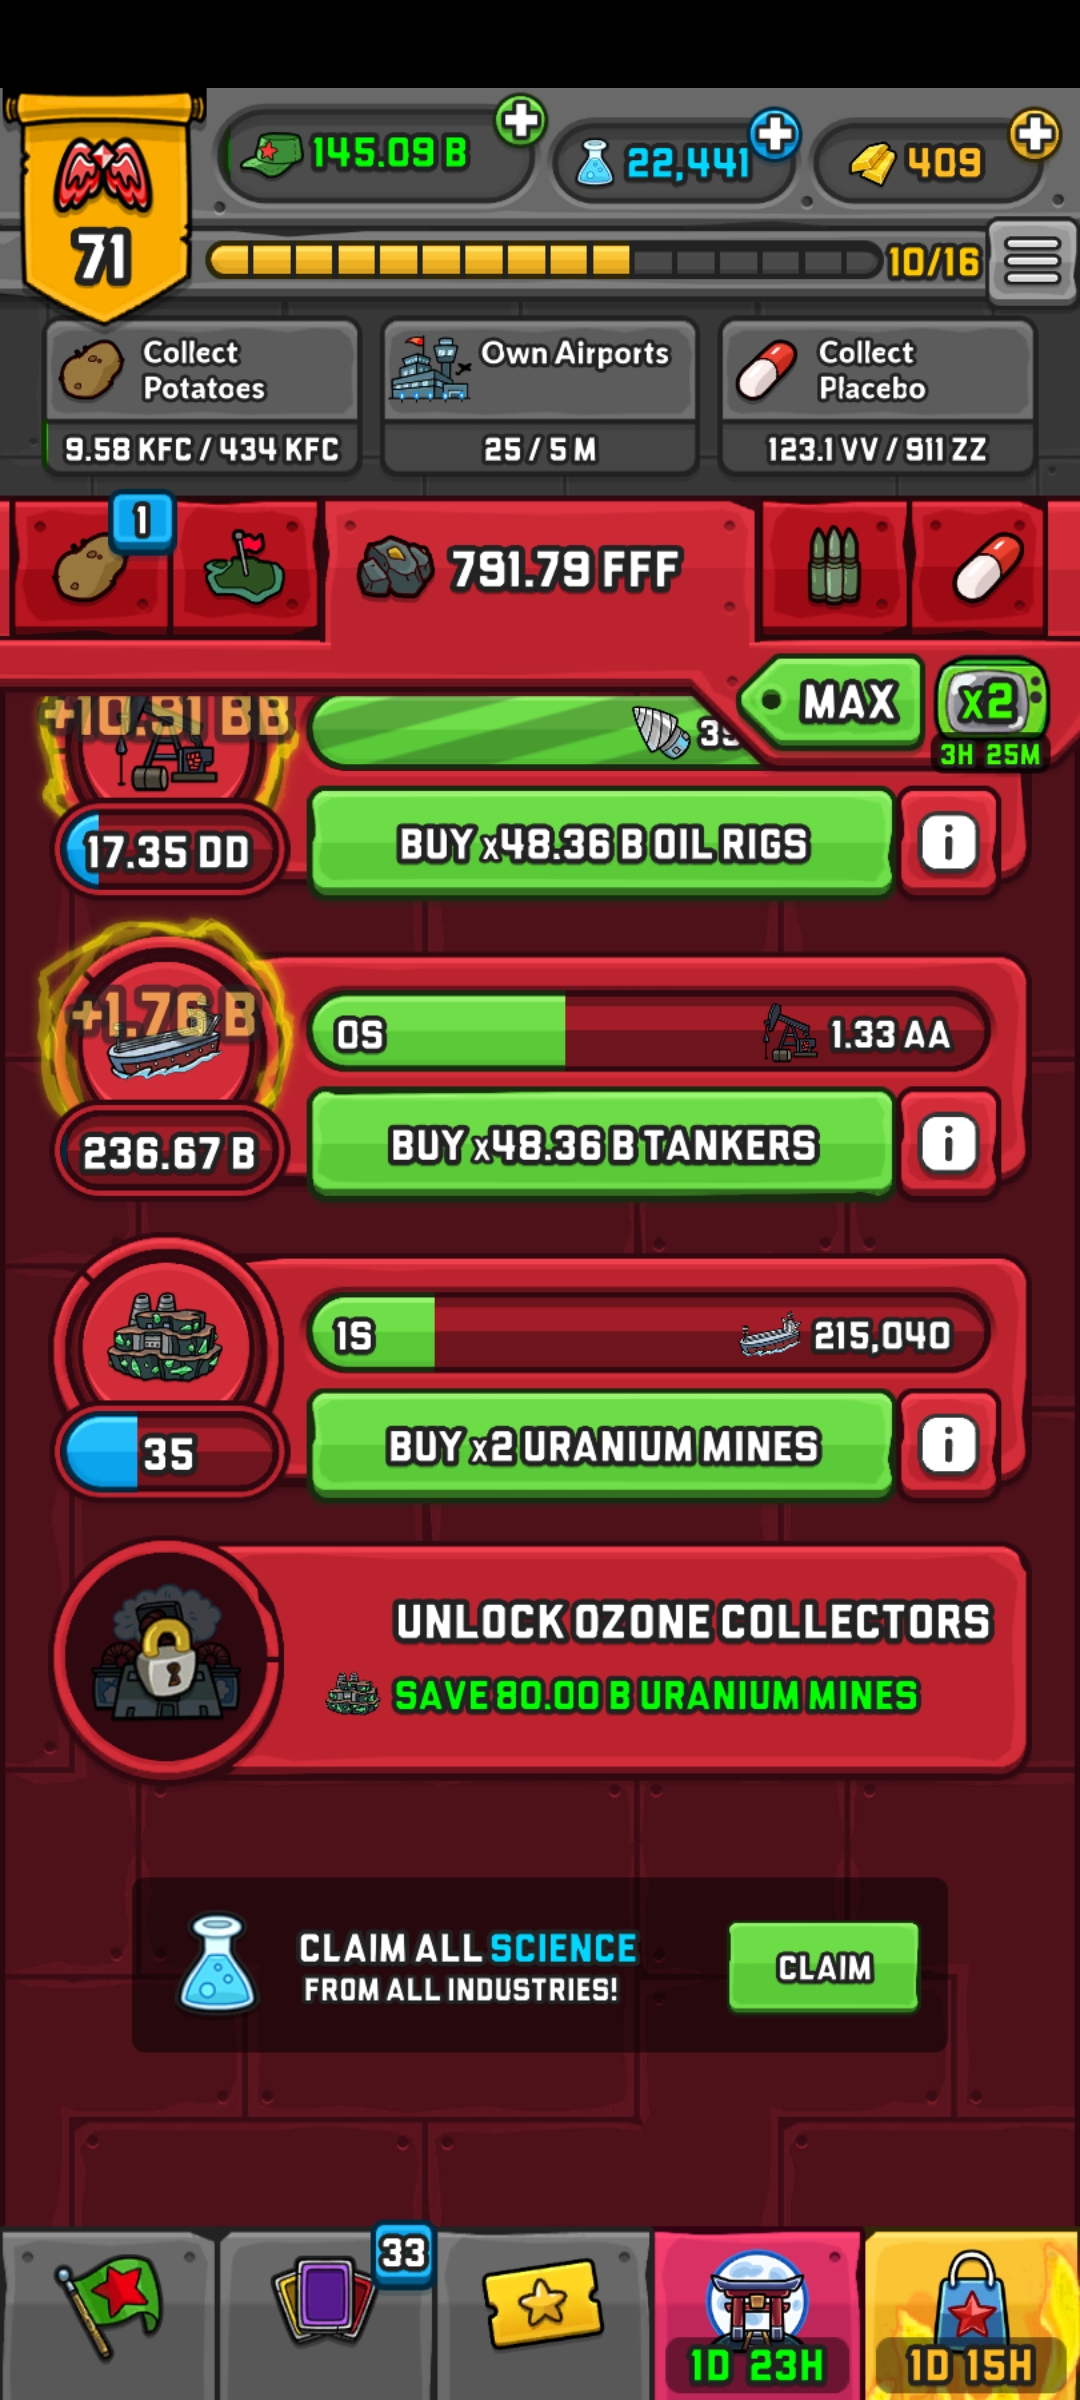 145.09 B
22,441
409
71
10/16
Collect
Potatoes
9.58 KFC / 434 KFC
Own Airports
25 / 5 M
Collect
Placebo
123.1 VV / 911 ZZ
1
791.79 FFF
MAX
x2
3H 25M
+10.91 BB
17.35 DD
BUY x48.36 B OIL RIGS
i
+1.76 B
0S
1.33 AA
236.67 B
BUY x48.36 B TANKERS
i
1S
215,040
35
BUY x2 URANIUM MINES
i
UNLOCK OZONE COLLECTORS
SAVE 80.00 B URANIUM MINES
CLAIM ALL SCIENCE
FROM ALL INDUSTRIES!
CLAIM
33
1D 23H
1D 15H